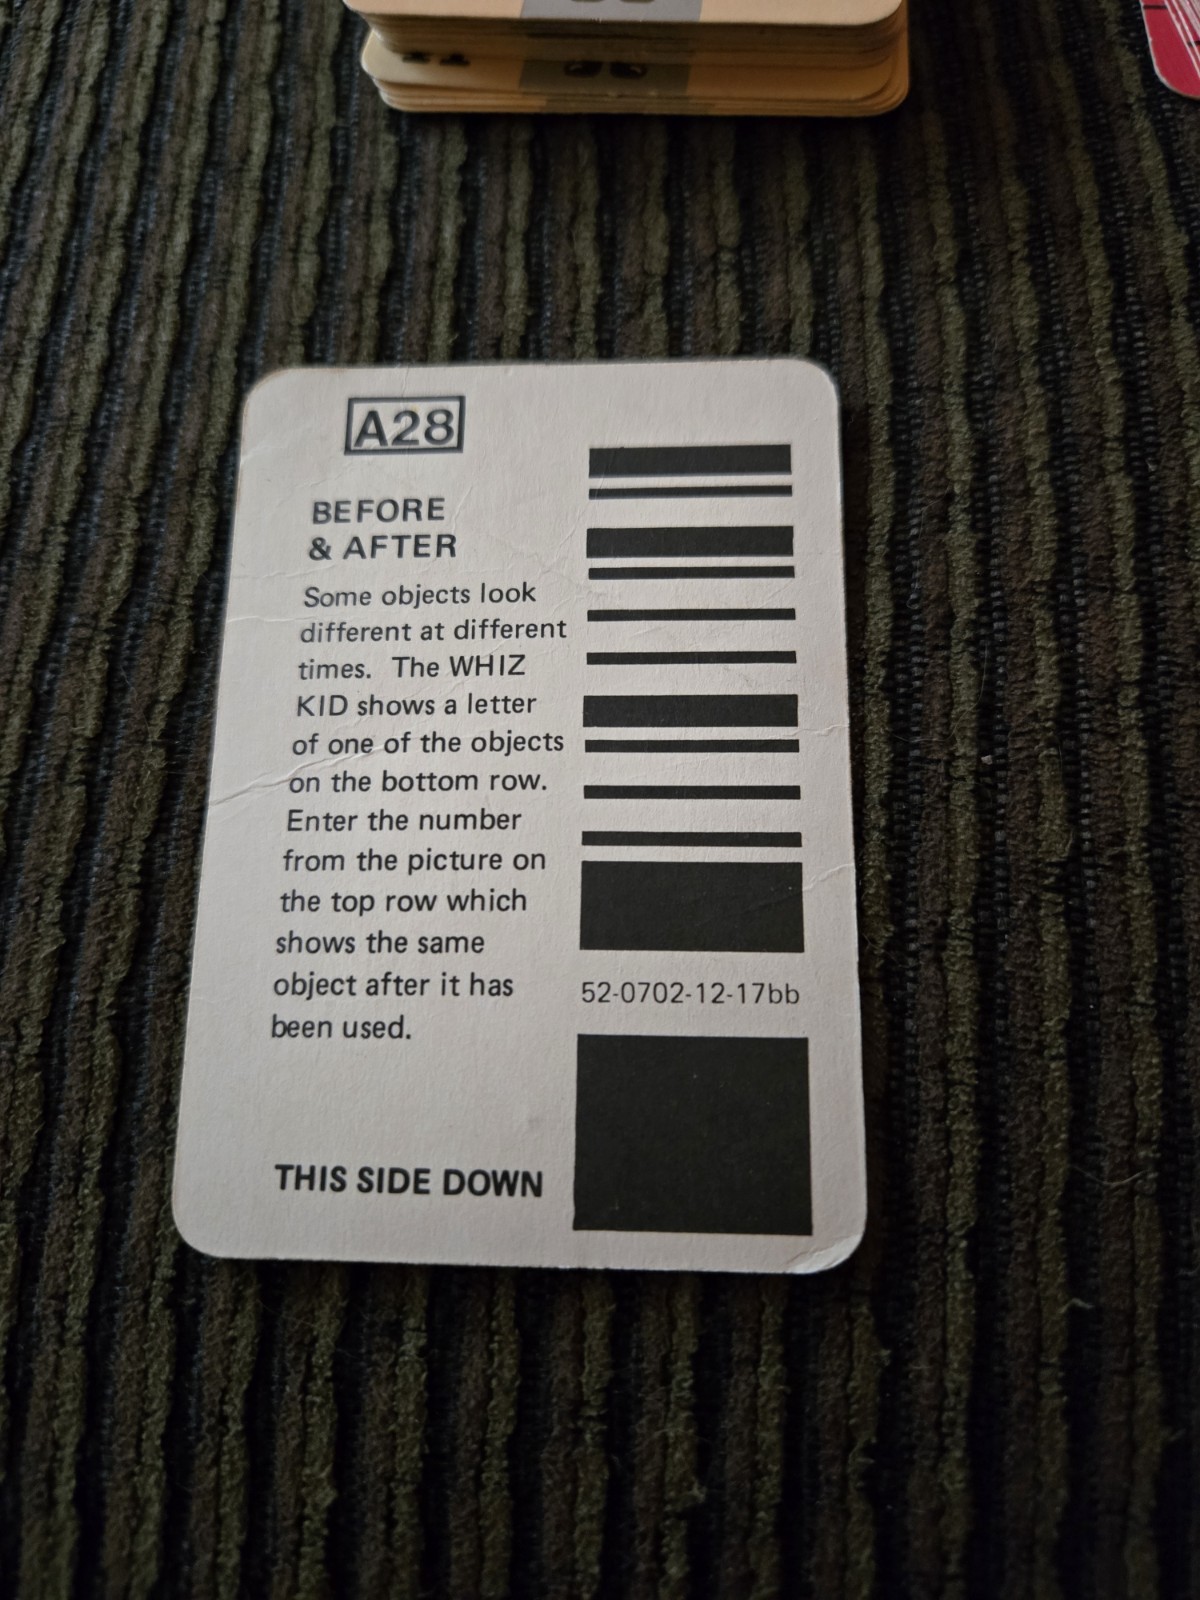 A28
BEFORE
& AFTER
Some objects look
different at different
times. The WHIZ
KID shows a letter
of one of the objects
on the bottom row.
Enter the number
from the picture on
the top row which
shows the same
object after it has
been used.
THIS SIDE DOWN
52-0702-12-17bb